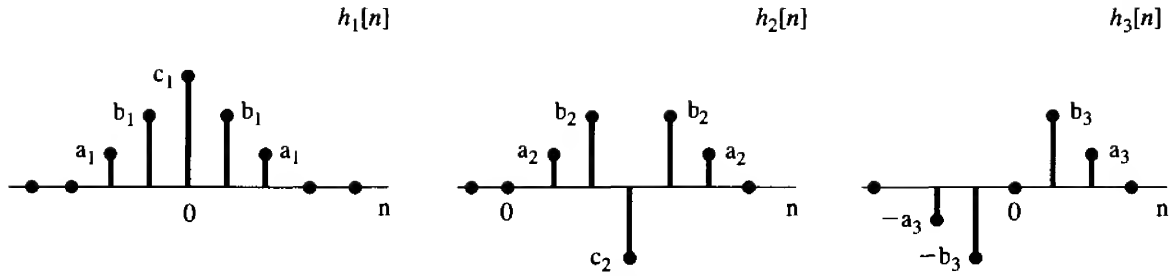 h₁[n]
c₁
b₁ b₁
a₁ a₁
0 n
h₂[n]
b₂ b₂
a₂ a₂
0 n
c₂
h₃[n]
b₃
a₃
0 n
−a₃
−b₃